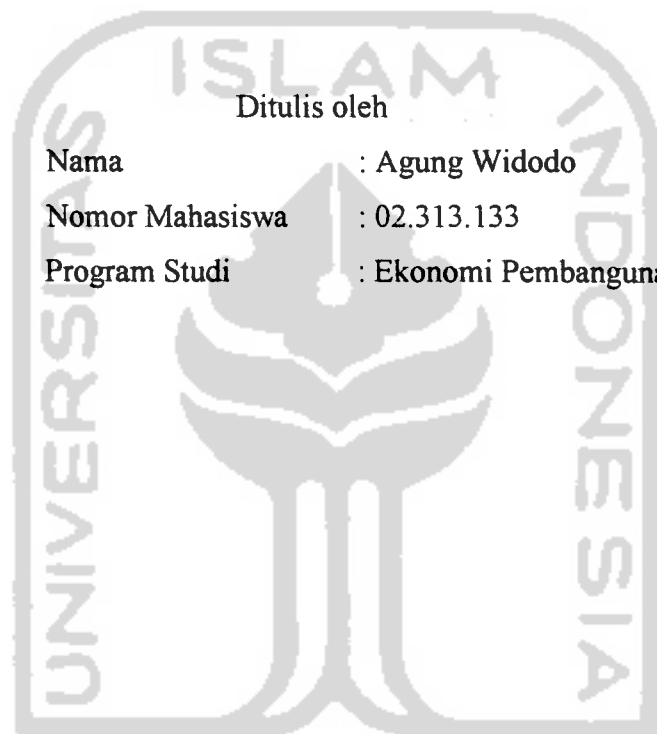 ISLAM
UNIVERSITAS
INDONESIA
Ditulis oleh
Nama : Agung Widodo
Nomor Mahasiswa : 02.313.133
Program Studi : Ekonomi Pembanguna